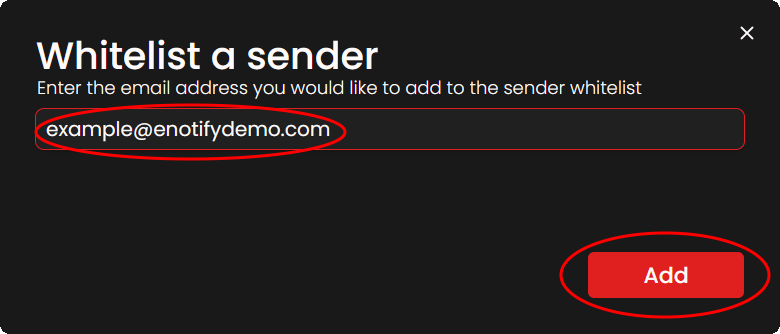 Whitelist a sender
Enter the email address you would like to add to the sender whitelist
example@enotifydemo.com
Add